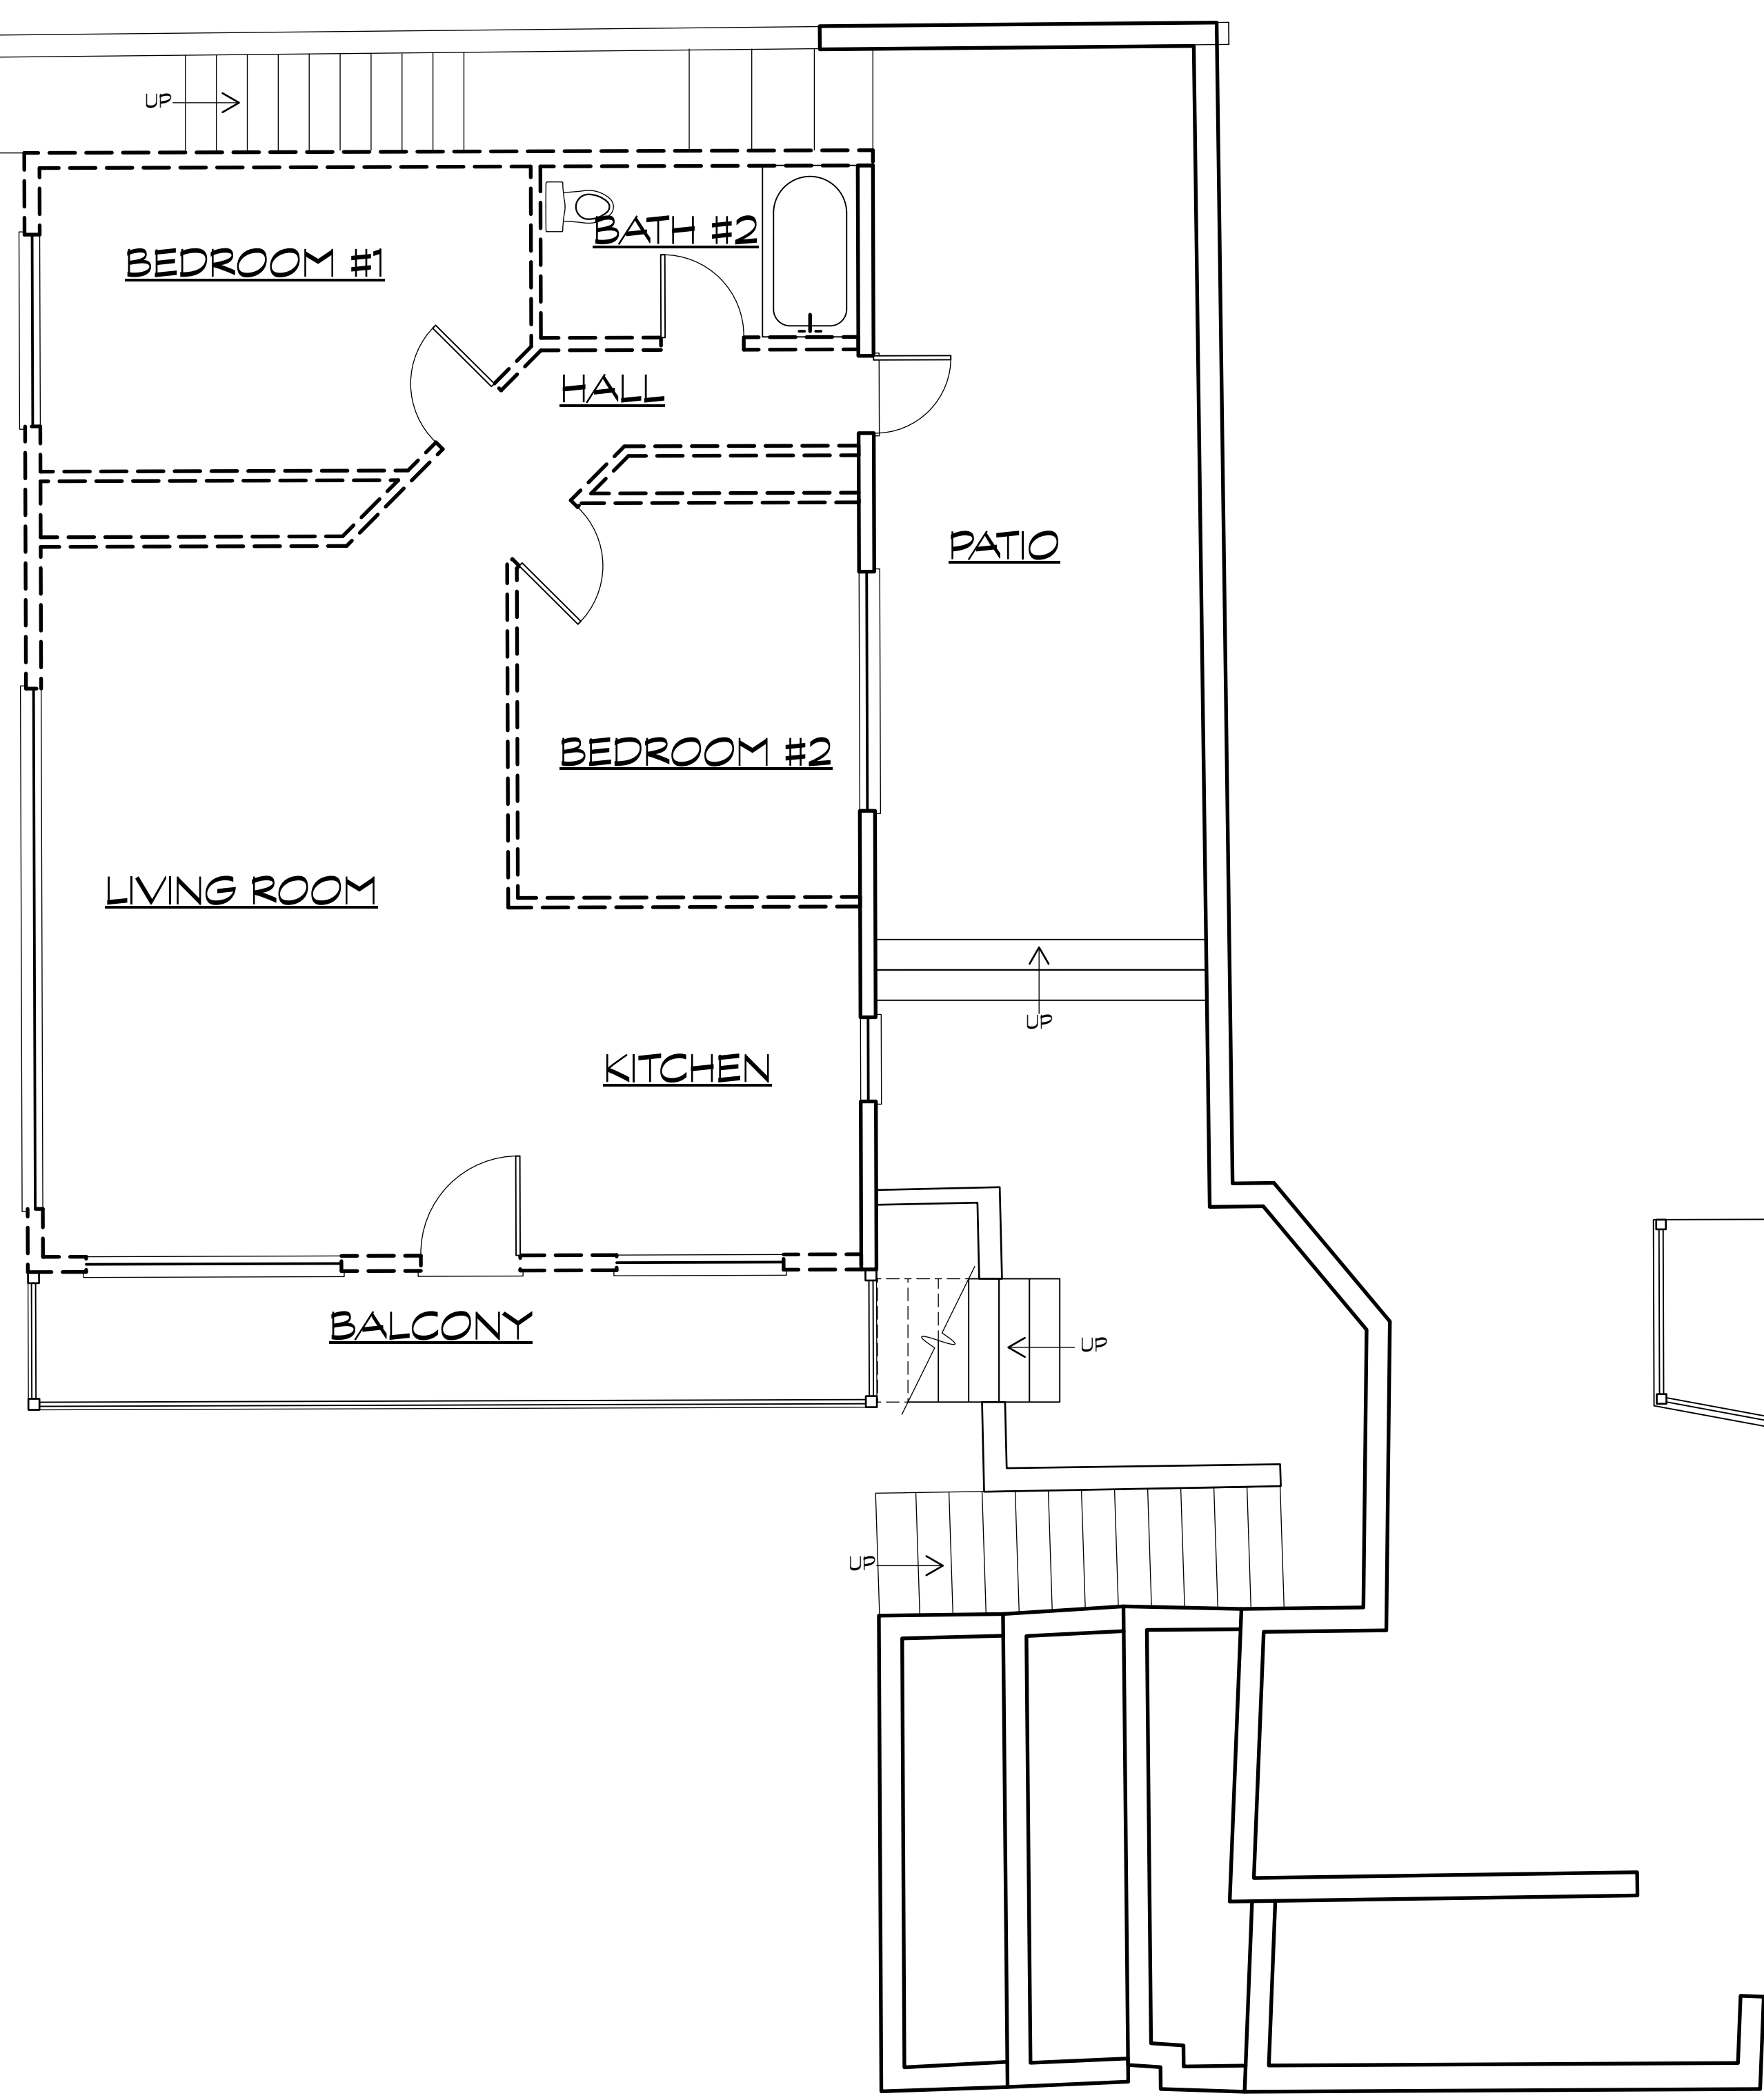 UP
BATH #2
BEDROOM #1
HALL
PATIO
BEDROOM #2
LIVING ROOM
UP
KITCHEN
BALCONY
UP
UP